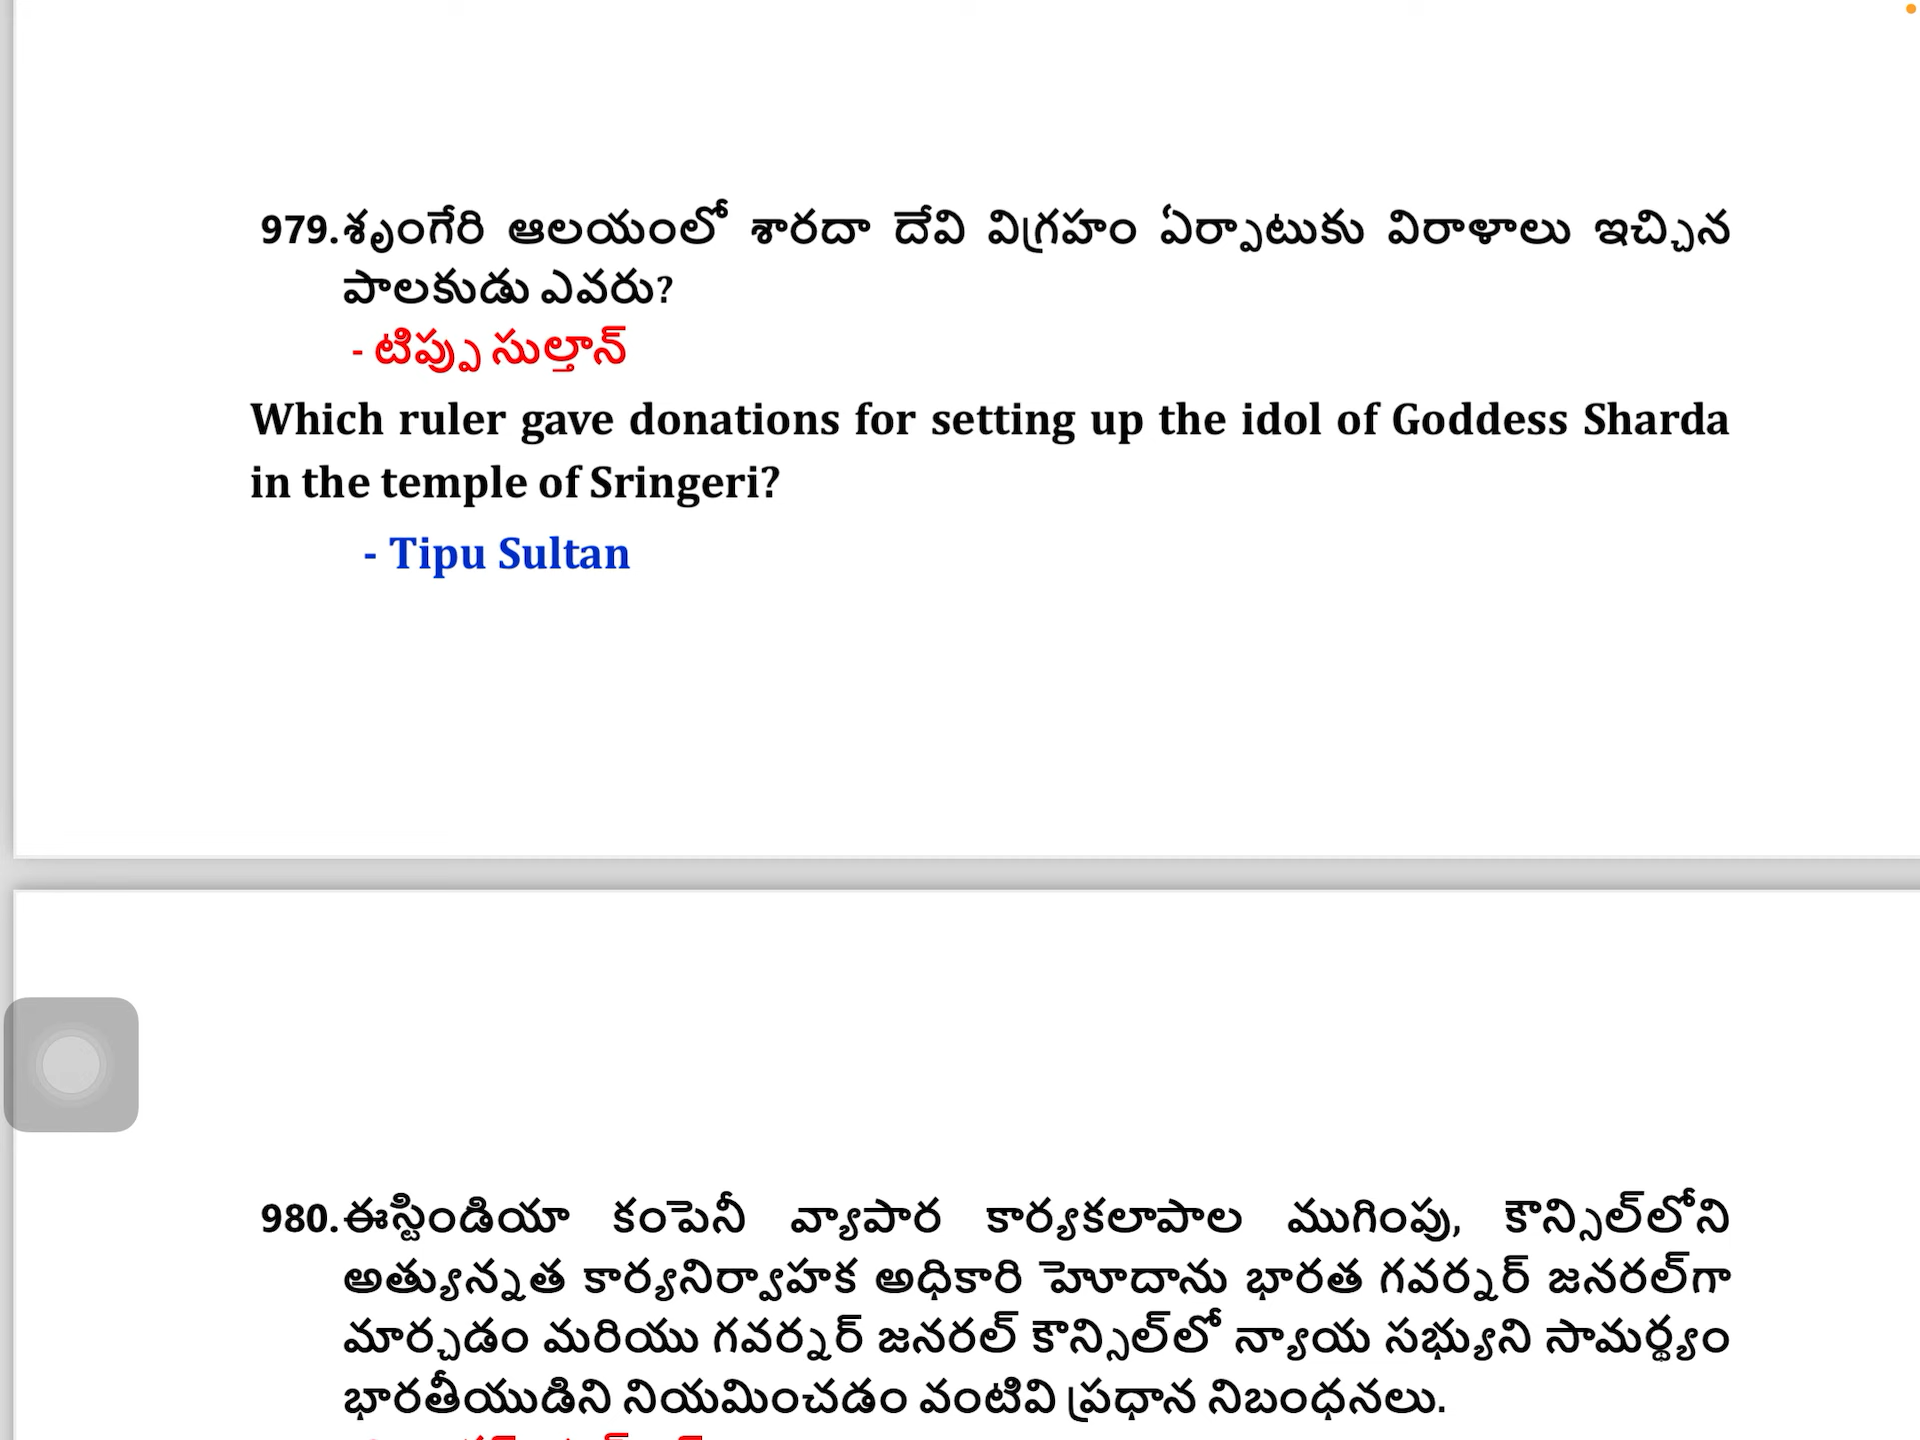 979.శృంగేరి ఆలయంలో శారదా దేవి విగ్రహం ఏర్పాటుకు విరాళాలు ఇచ్చిన
పాలకుడు ఎవరు?
- టిప్పు సుల్తాన్
Which ruler gave donations for setting up the idol of Goddess Sharda
in the temple of Sringeri?
- Tipu Sultan
980.ఈస్టిండియా కంపెనీ వ్యాపార కార్యకలాపాల ముగింపు, కౌన్సిల్‌లోని
అత్యున్నత కార్యనిర్వాహక అధికారి హెూదాను భారత గవర్నర్ జనరల్‌గా
మార్చడం మరియు గవర్నర్ జనరల్ కౌన్సిల్‌లో న్యాయ సభ్యుని సామర్థ్యం
భారతీయుడిని నియమించడం వంటివి ప్రధాన నిబంధనలు.